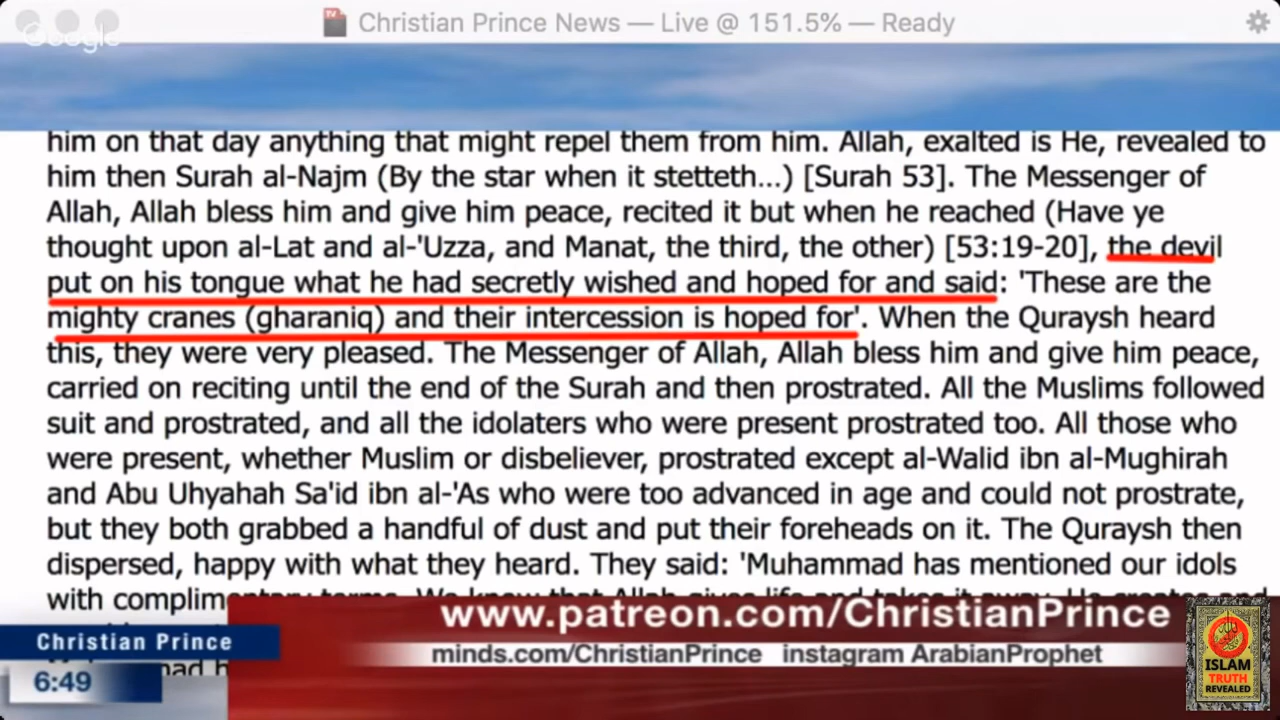 Christian Prince News — Live @ 151.5% — Ready
Google
him on that day anything that might repel them from him. Allah, exalted is He, revealed to
him then Surah al-Najm (By the star when it stetteth...) [Surah 53]. The Messenger of
Allah, Allah bless him and give him peace, recited it but when he reached (Have ye
thought upon al-Lat and al-'Uzza, and Manat, the third, the other) [53:19-20], the devil
put on his tongue what he had secretly wished and hoped for and said: 'These are the
mighty cranes (gharaniq) and their intercession is hoped for'. When the Quraysh heard
this, they were very pleased. The Messenger of Allah, Allah bless him and give him peace,
carried on reciting until the end of the Surah and then prostrated. All the Muslims followed
suit and prostrated, and all the idolaters who were present prostrated too. All those who
were present, whether Muslim or disbeliever, prostrated except al-Walid ibn al-Mughirah
and Abu Uhyahah Sa'id ibn al-'As who were too advanced in age and could not prostrate,
but they both grabbed a handful of dust and put their foreheads on it. The Quraysh then
dispersed, happy with what they heard. They said: 'Muhammad has mentioned our idols
with
www.patreon.com/ChristianPrince
Christian Prince
minds.com/ChristianPrince instagram ArabianProphet
6:49
ISLAM
TRUTH
REVEALED